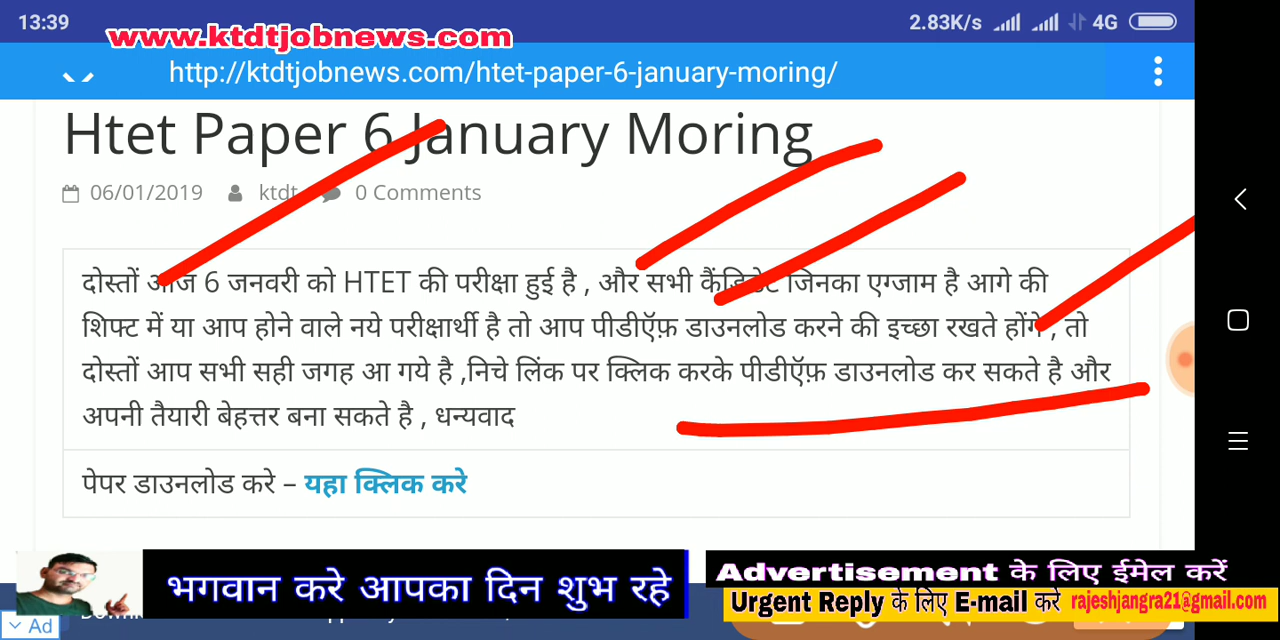 13:39
2.83K/s 4G
www.ktdtjobnews.com
http://ktdtjobnews.com/htet-paper-6-january-moring/
Htet Paper 6 January Moring
06/01/2019 ktdt 0 Comments
दोस्तों आज 6 जनवरी को HTET की परीक्षा हुई है , और सभी कैंडिडेट जिनका एग्जाम है आगे की
शिफ्ट में या आप होने वाले नये परीक्षार्थी है तो आप पीडीऍफ़ डाउनलोड करने की इच्छा रखते होंगे , तो
दोस्तों आप सभी सही जगह आ गये है ,निचे लिंक पर क्लिक करके पीडीऍफ़ डाउनलोड कर सकते है और
अपनी तैयारी बेहत्तर बना सकते है , धन्यवाद
पेपर डाउनलोड करे – यहा क्लिक करे
भगवान करे आपका दिन शुभ रहे
Advertisement के लिए ईमेल करें
Urgent Reply के लिए E-mail करे rajeshjangra21@gmail.com
Ad